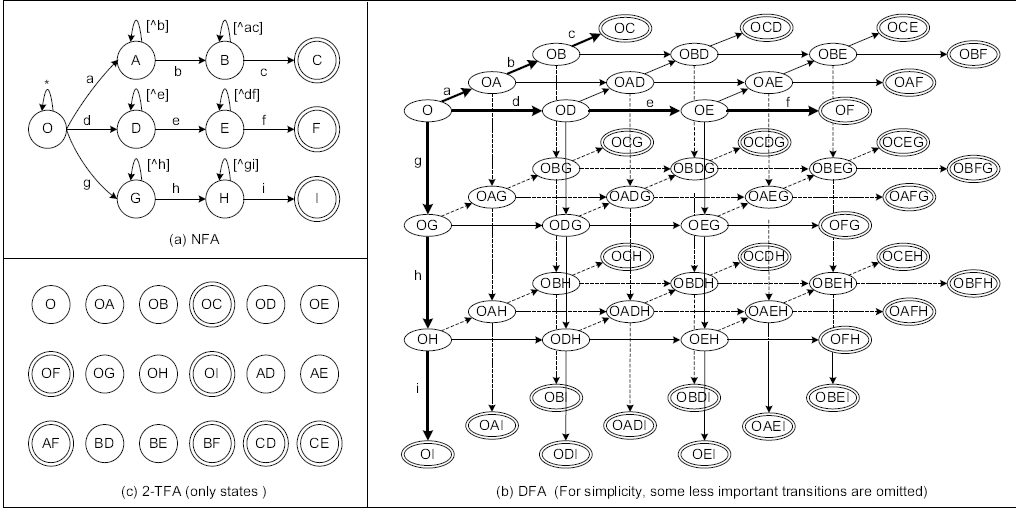 [^b] [^ac]
A B C
a b c
* [^e] [^df]
O d D e E f F
[^h] [^gi]
g G h H i I
(a) NFA
O OA OB OC OD OE
OF OG OH OI AD AE
AF BD BE BF CD CE
(c) 2-TFA (only states )
OC OCD OCE
c
OB OBD OBE OBF
b
OA OAD OAE OAF
a
O d OD e OE f OF
g
OCG OCDG OCEG
OBG OBDG OBEG OBFG
OAG OADG OAEG OAFG
OG ODG OEG OFG
h
OCH OCDH OCEH
OBH OBDH OBEH OBFH
OAH OADH OAEH OAFH
OH ODH OEH OFH
i
OBI OBDI OBEI
OAI OADI OAEI
OI ODI OEI
(b) DFA (For simplicity, some less important transitions are omitted)